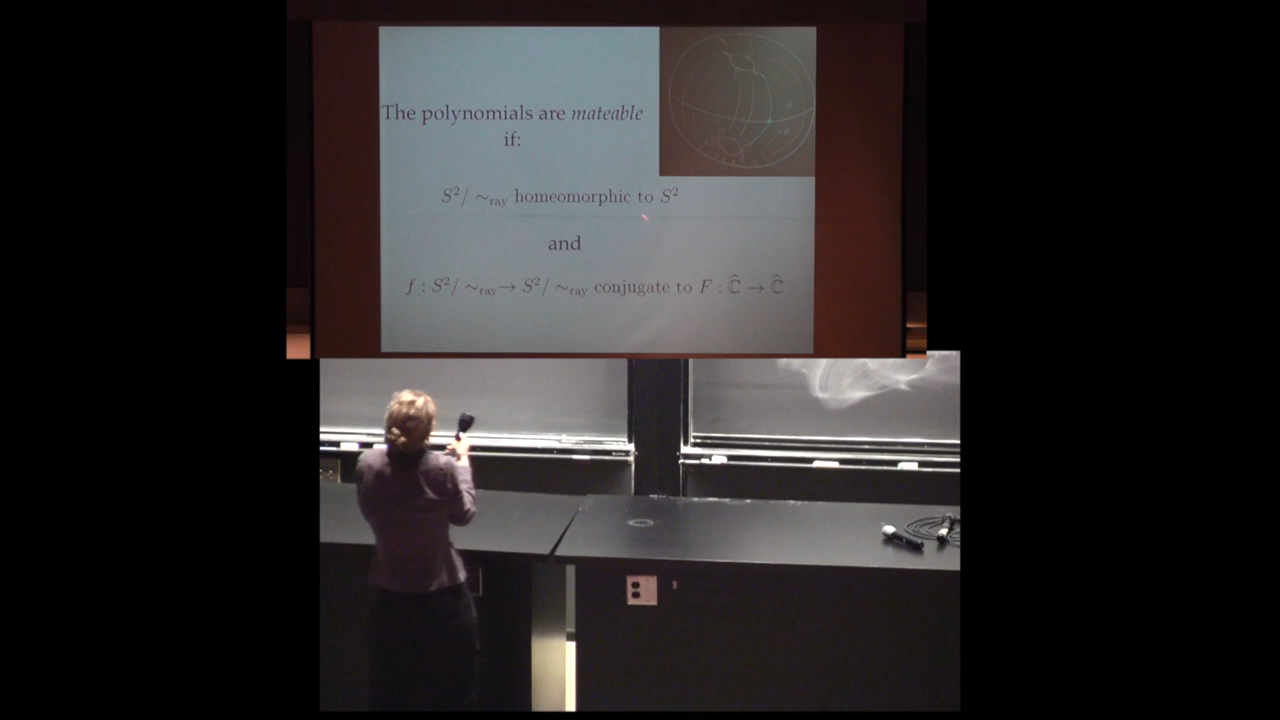 The polynomials are mateable
if:
S²/ ∼ray homeomorphic to S²
and
f : S²/ ∼ray→ S²/ ∼ray conjugate to F : Ĉ → Ĉ